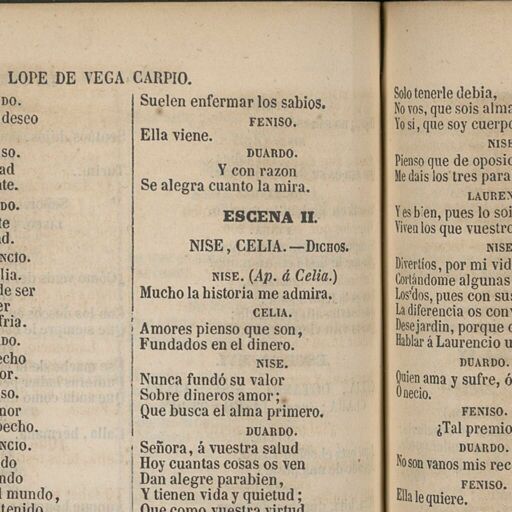 LOPE DE VEGA CARPIO.
DO.
deseo
so.
ad
te.
DO.
te
d.
NCIO.
lia.
de ser
er
fria.
DO.
echo
or.
so.
nor
pecho.
NCIO.
do
ndo
l mundo,
tenido
Suelen enfermar los sabios.
FENISO.
Ella viene.
DUARDO.
Y con razon
Se alegra cuanto la mira.
ESCENA II.
NISE, CELIA.—DICHOS.
NISE. (Ap. á Celia.)
Mucho la historia me admira.
CELIA.
Amores pienso que son,
Fundados en el dinero.
NISE.
Nunca fundó su valor
Sobre dineros amor;
Que busca el alma primero.
DUARDO.
Señora, á vuestra salud
Hoy cuantas cosas os ven
Dan alegre parabien,
Y tienen vida y quietud;
Que como vuestra virtud
Solo tenerle debia,
No vos, que sois alma
Yo sí, que soy cuerpo
NISE
Pienso que de oposic
Me dais los tres para
LAUREN
Y es bien, pues lo soi
Viven los que vuestro
NISE
Divertíos, por mi vid
Cortándome algunas
Los dos, pues con sus
La diferencia os conv
Dese jardin, porque
Hablar á Laurencio u
DUARDO.
Quien ama y sufre, ó
O necio.
FENISO.
¿Tal premio
DUARDO.
No son vanos mis rec
FENISO.
Ella le quiere.